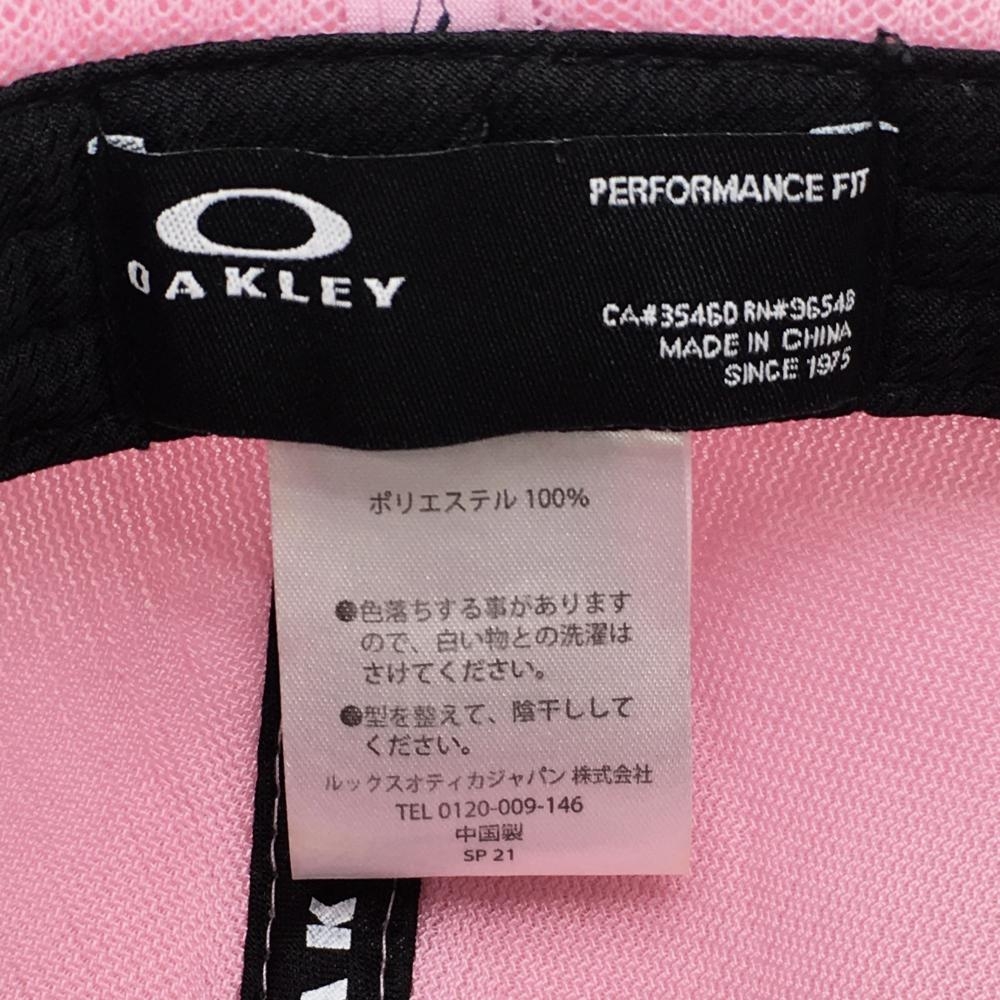 OAKLEY
PERFORMANCE FIT
CA#35460 RN#96548
MADE IN CHINA
SINCE 1975
ポリエステル 100%
●色落ちする事があります
ので、白い物との洗濯は
さけてください。
●型を整えて、陰干しして
ください。
ルックスオティカジャパン 株式会社
TEL 0120-009-146
中国製
SP 21
AK